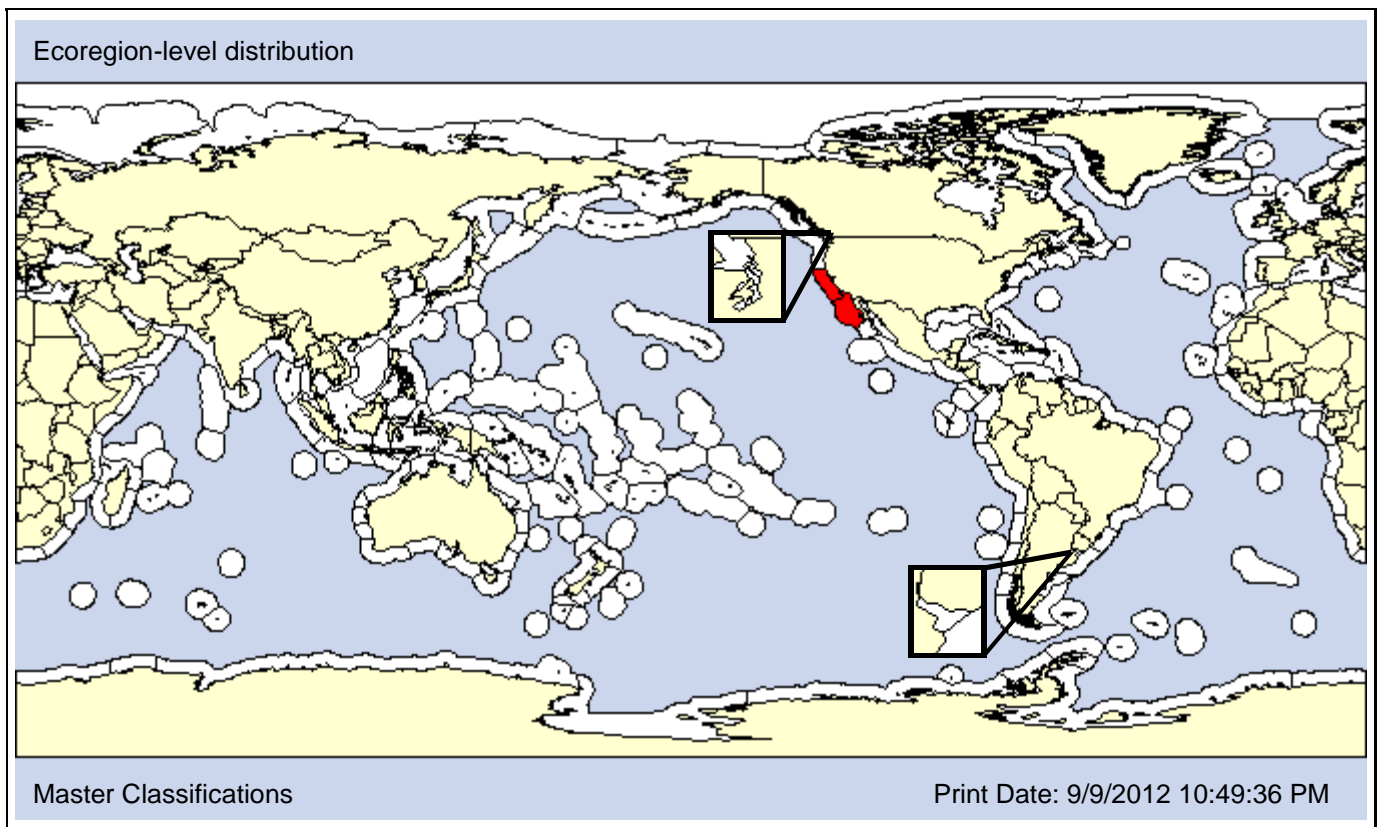 Ecoregion-level distribution
Master Classifications
Print Date: 9/9/2012 10:49:36 PM